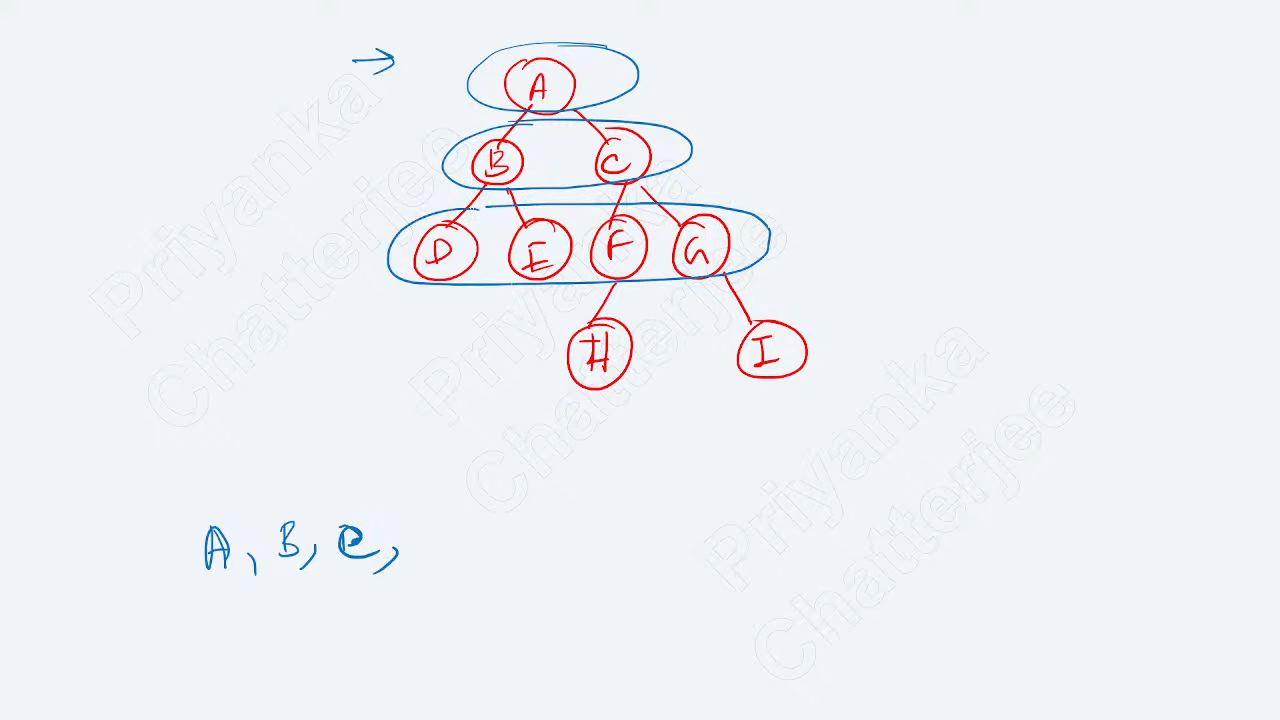 A
B C
D E F G
H I
A, B, C,
Priyanka
Chatterjee
Priyanka
Chatterjee
Priyanka
Chatterjee